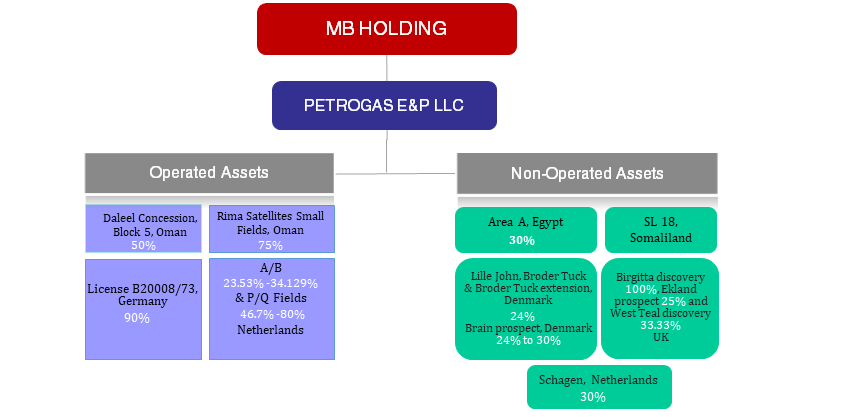 MB HOLDING
PETROGAS E&P LLC
Operated Assets
Daleel Concession,
Block 5, Oman
50%
Rima Satellites Small
Fields, Oman
75%
License B20008/73,
Germany
90%
A/B
23.53% -34.129%
& P/Q Fields
46.7% -80%
Netherlands
Non-Operated Assets
Area A, Egypt
30%
SL 18,
Somaliland
Lille John, Broder Tuck
& Broder Tuck extension,
Denmark
24%
Brain prospect, Denmark
24% to 30%
Birgitta discovery
100%, Ekland
prospect 25% and
West Teal discovery
33.33%
UK
Schagen, Netherlands
30%